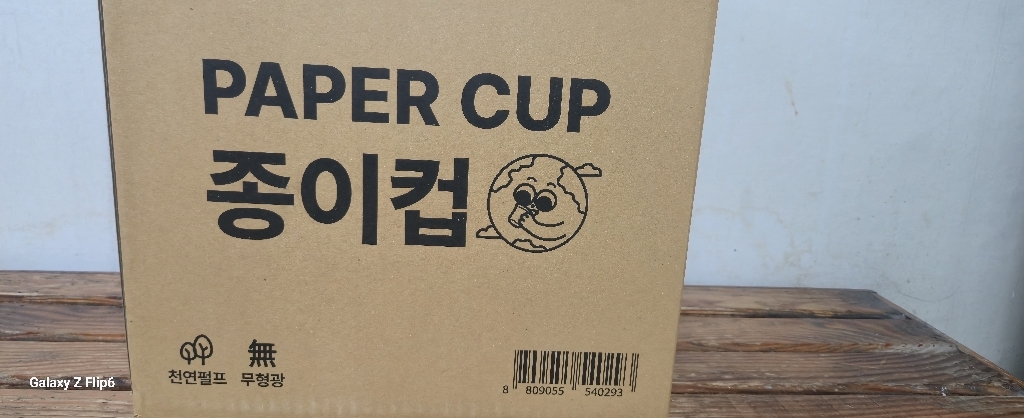 PAPER CUP
종이컵
無
천연펄프 무형광
8 809055 540293
Galaxy Z Flip6